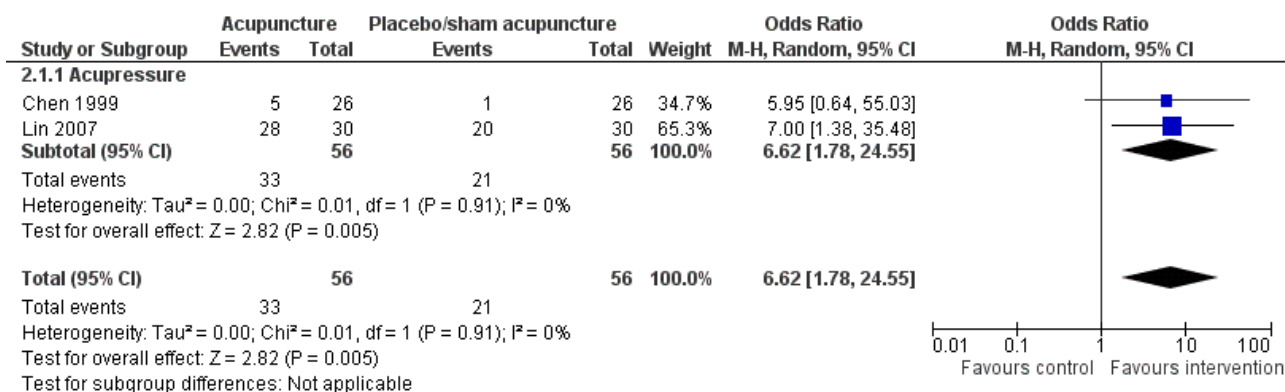 Acupuncture Placebo/sham acupuncture Odds Ratio Odds Ratio
Study or Subgroup Events Total Events Total Weight M-H, Random, 95% CI M-H, Random, 95% CI
2.1.1 Acupressure
Chen 1999 5 26 1 26 34.7% 5.95 [0.64, 55.03]
Lin 2007 28 30 20 30 65.3% 7.00 [1.38, 35.48]
Subtotal (95% CI) 56 56 100.0% 6.62 [1.78, 24.55]
Total events 33 21
Heterogeneity: Tau² = 0.00; Chi² = 0.01, df = 1 (P = 0.91); I² = 0%
Test for overall effect: Z = 2.82 (P = 0.005)
Total (95% CI) 56 56 100.0% 6.62 [1.78, 24.55]
Total events 33 21
Heterogeneity: Tau² = 0.00; Chi² = 0.01, df = 1 (P = 0.91); I² = 0%
Test for overall effect: Z = 2.82 (P = 0.005)
Test for subgroup differences: Not applicable
0.01 0.1 1 10 100
Favours control Favours intervention